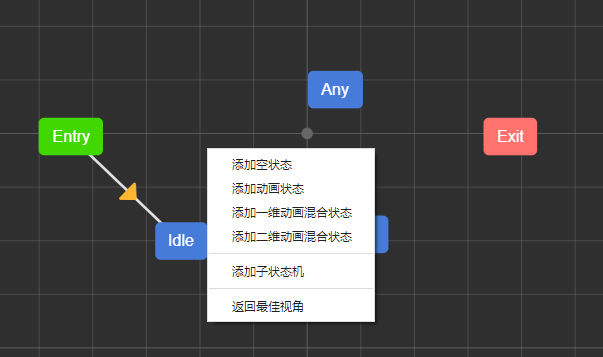 Any
Entry
Exit
Idle
添加空状态
添加动画状态
添加一维动画混合状态
添加二维动画混合状态
添加子状态机
返回最佳视角